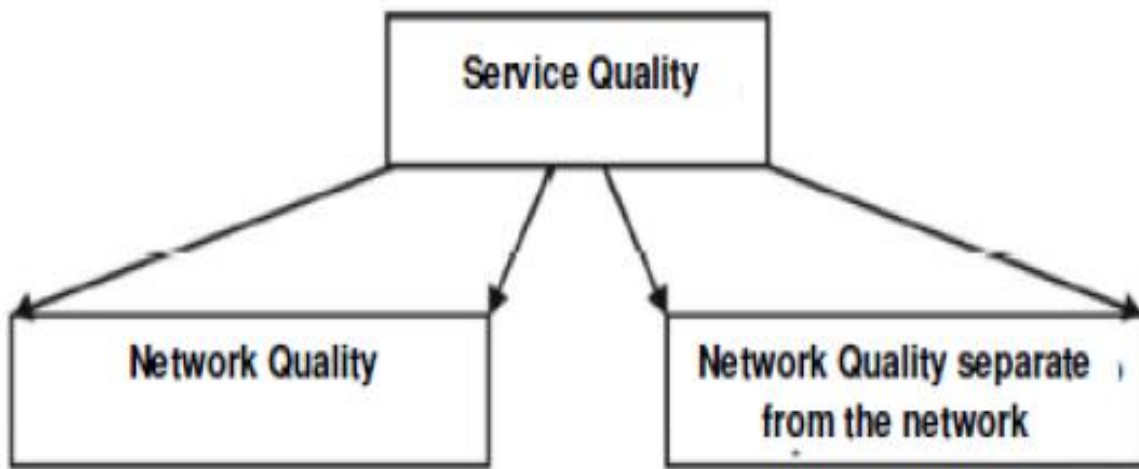 Service Quality
Network Quality
Network Quality separate
from the network